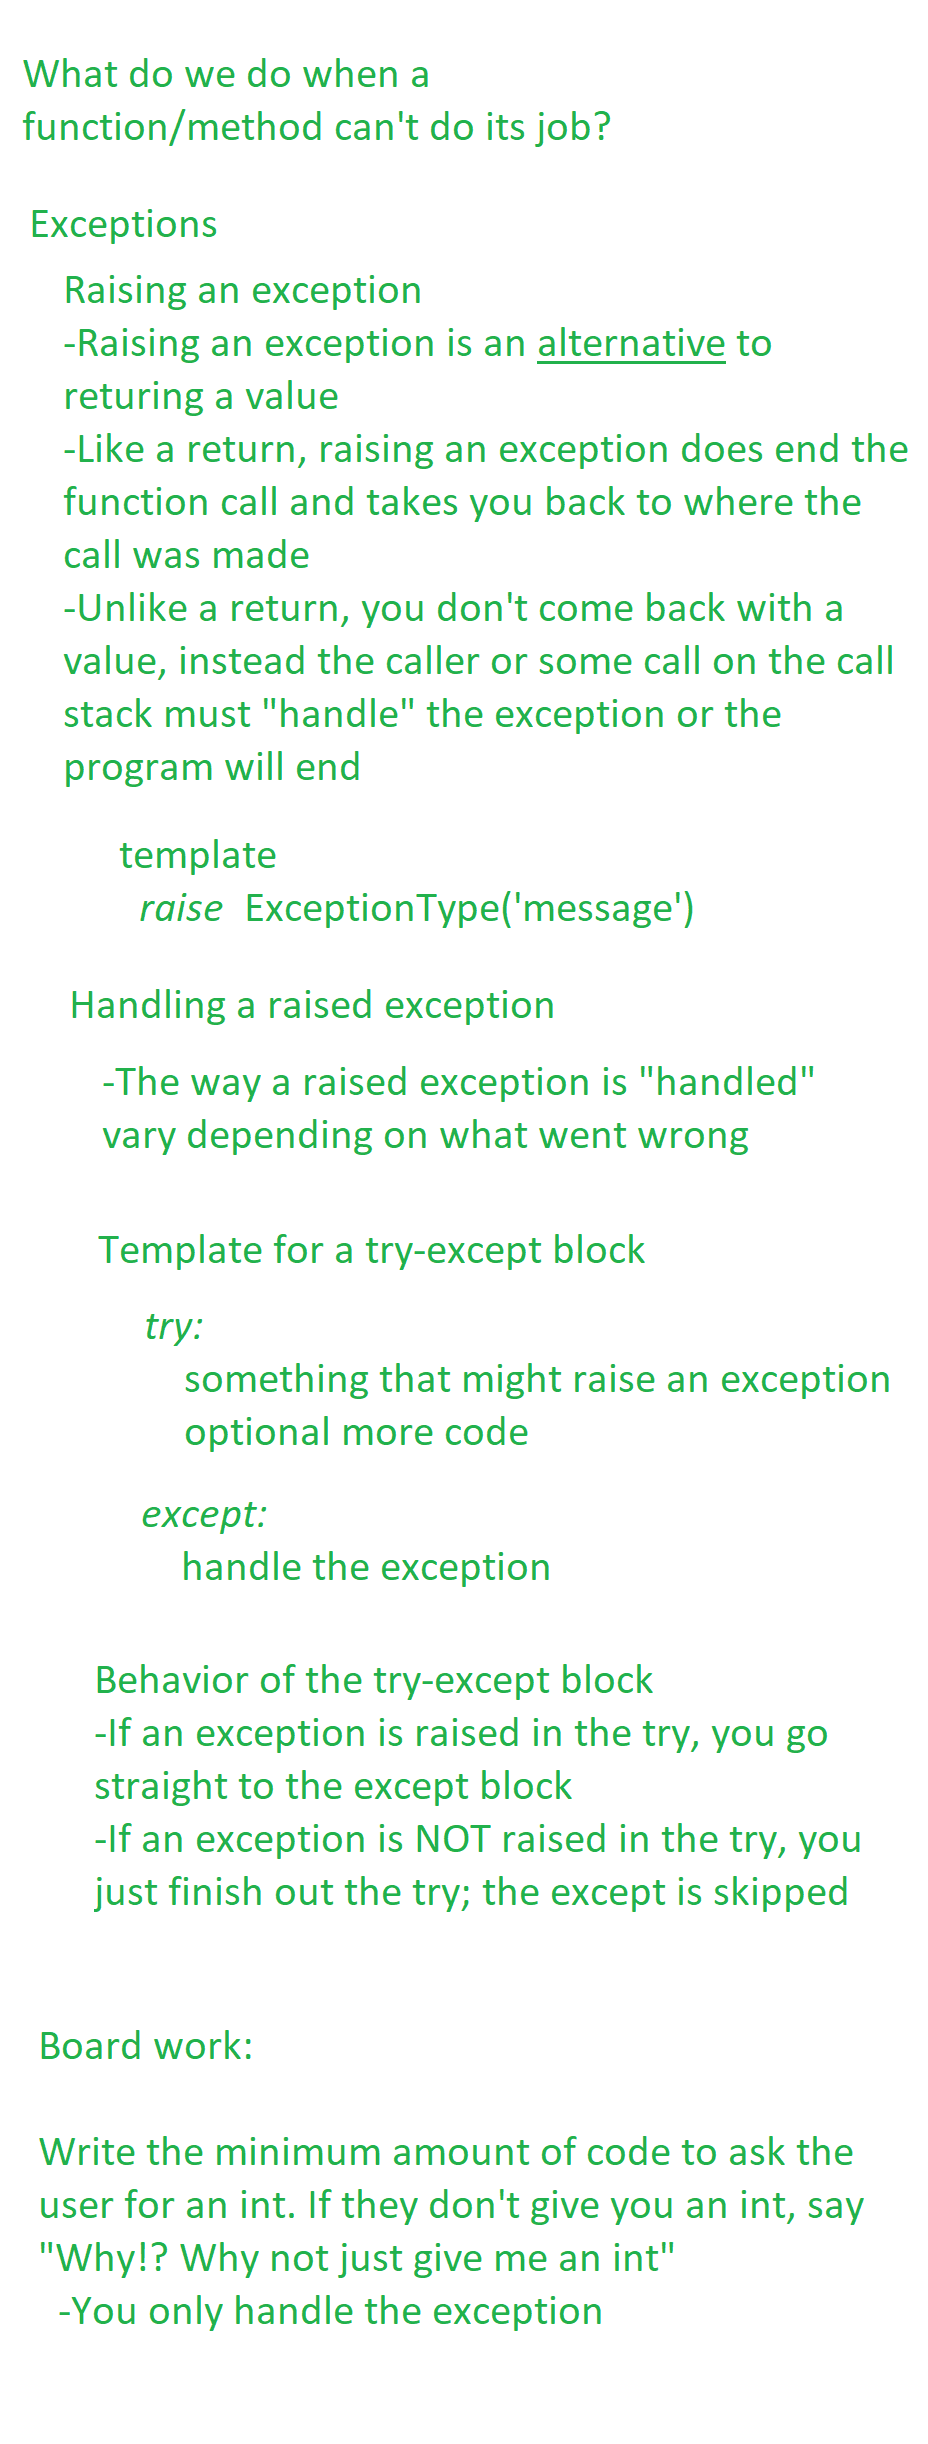 What do we do when a
function/method can't do its job?
Exceptions
Raising an exception
-Raising an exception is an alternative to
returing a value
-Like a return, raising an exception does end the
function call and takes you back to where the
call was made
-Unlike a return, you don't come back with a
value, instead the caller or some call on the call
stack must "handle" the exception or the
program will end
template
raise ExceptionType('message')
Handling a raised exception
-The way a raised exception is "handled"
vary depending on what went wrong
Template for a try-except block
try:
something that might raise an exception
optional more code
except:
handle the exception
Behavior of the try-except block
-If an exception is raised in the try, you go
straight to the except block
-If an exception is NOT raised in the try, you
just finish out the try; the except is skipped
Board work:
Write the minimum amount of code to ask the
user for an int. If they don't give you an int, say
"Why!? Why not just give me an int"
-You only handle the exception